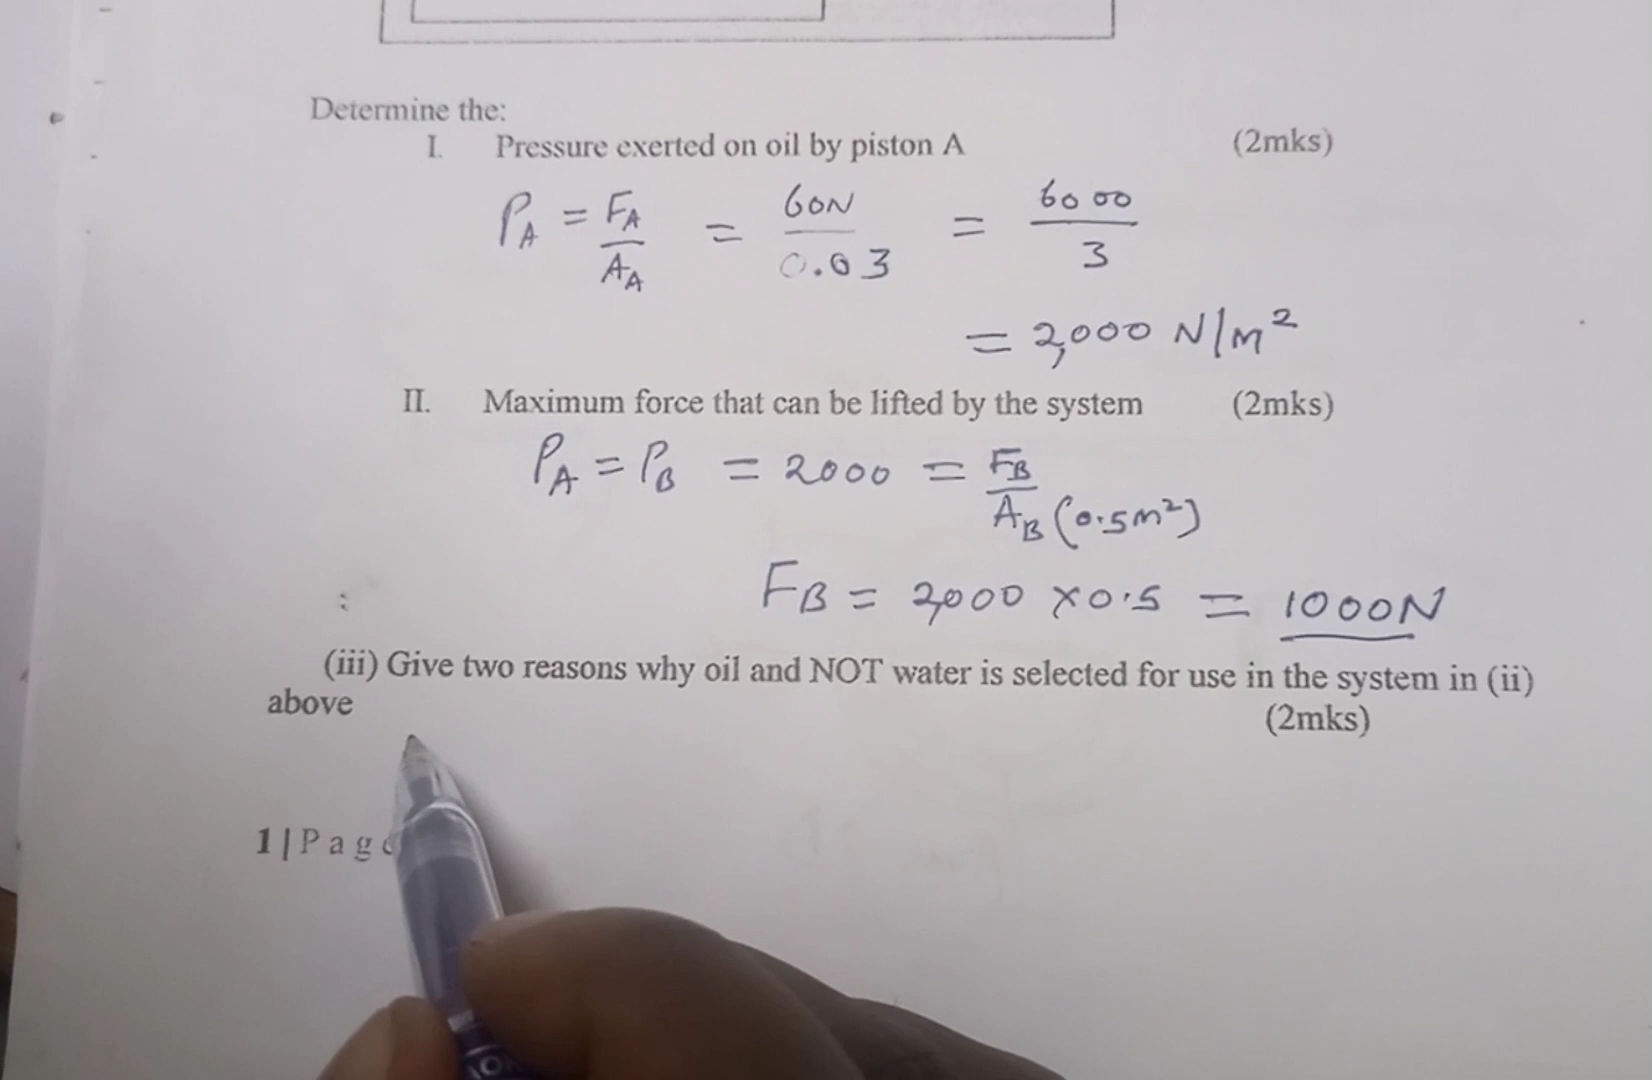 Determine the:
I. Pressure exerted on oil by piston A (2mks)
P_A = F_A / A_A = 60N / 0.03 = 6000 / 3
= 2,000 N/m²
II. Maximum force that can be lifted by the system (2mks)
P_A = P_B = 2000 = F_B / A_B (0.5m²)
F_B = 2,000 × 0.5 = 1000N
(iii) Give two reasons why oil and NOT water is selected for use in the system in (ii)
above (2mks)
1 | Page